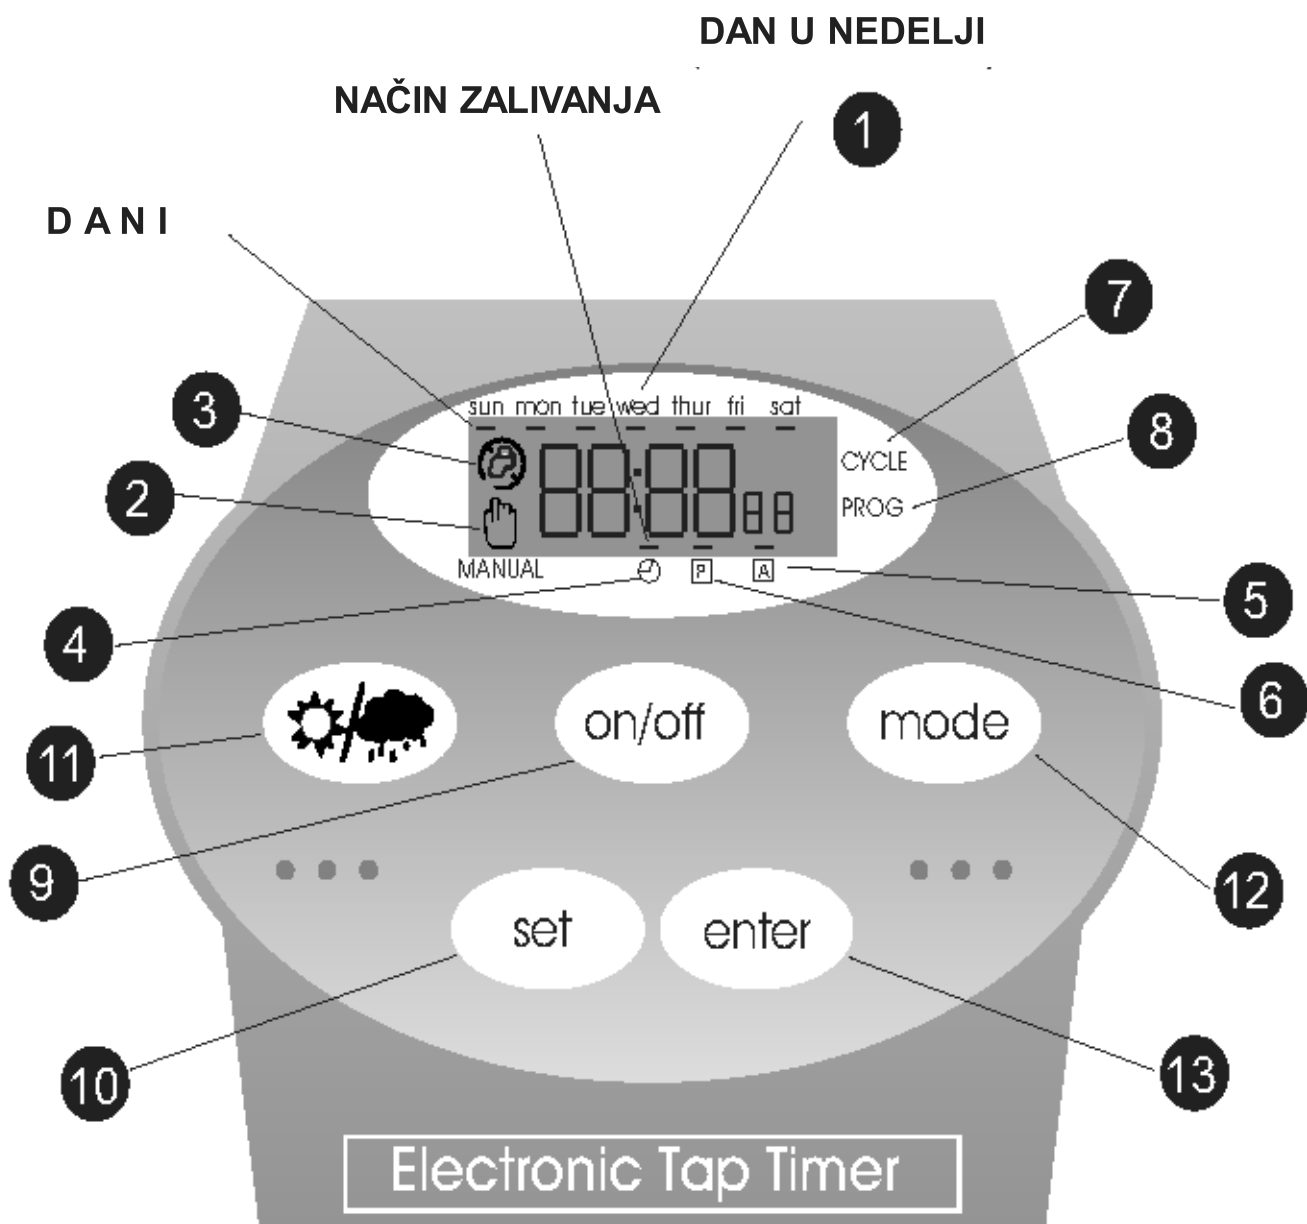 DAN U NEDELJI
NAČIN ZALIVANJA
1
D A N I
7
3
sun mon tue wed thur fri sat
8
CYCLE
2
88:88 88
PROG
MANUAL
P
A
5
4
6
on/off
mode
11
9
12
set
enter
10
13
Electronic Tap Timer